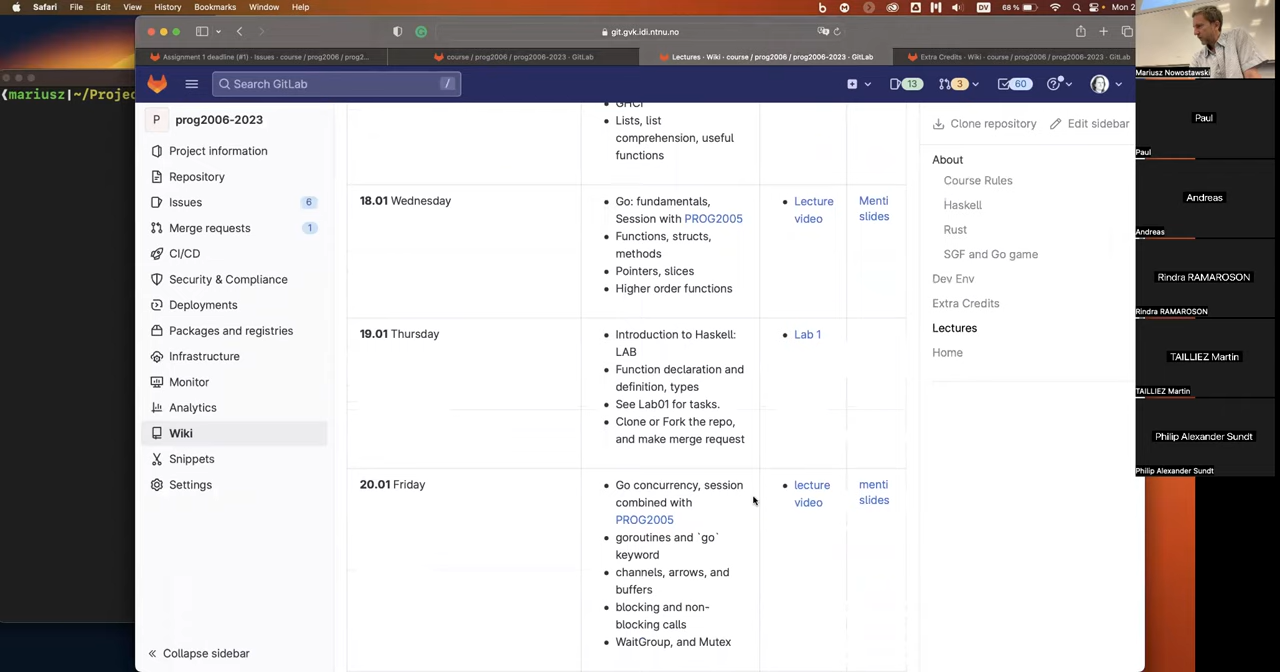 Safari File Edit View History Bookmarks Window Help
68 % DV Mon 2
git.gvk.idi.ntnu.no
Assignment 1 deadline (#1) · Issues · course / prog2006 / prog2...
course / prog2006 / prog2006-2023 · GitLab
Lectures · Wiki · course / prog2006 / prog2006-2023 · GitLab
Extra Credits · Wiki · course / prog2006 / prog2006-2023 · GitLab
(mariusz|~/Projec
Search GitLab /
13 3 60
P prog2006-2023
Project information
Repository
Issues 6
Merge requests 1
CI/CD
Security & Compliance
Deployments
Packages and registries
Infrastructure
Monitor
Analytics
Wiki
Snippets
Settings
Collapse sidebar
GHCi
Lists, list
comprehension, useful
functions
18.01 Wednesday
Go: fundamentals,
Session with PROG2005
Functions, structs,
methods
Pointers, slices
Higher order functions
Lecture
video
Menti
slides
19.01 Thursday
Introduction to Haskell:
LAB
Function declaration and
definition, types
See Lab01 for tasks.
Clone or Fork the repo,
and make merge request
Lab 1
20.01 Friday
Go concurrency, session
combined with
PROG2005
goroutines and `go`
keyword
channels, arrows, and
buffers
blocking and non-
blocking calls
WaitGroup, and Mutex
lecture
video
menti
slides
Clone repository Edit sidebar
About
Course Rules
Haskell
Rust
SGF and Go game
Dev Env
Extra Credits
Lectures
Home
Mariusz Nowostawski
Paul
Paul
Andreas
Andreas
Rindra RAMAROSON
Rindra RAMAROSON
TAILLIEZ Martin
TAILLIEZ Martin
Philip Alexander Sundt
Philip Alexander Sundt